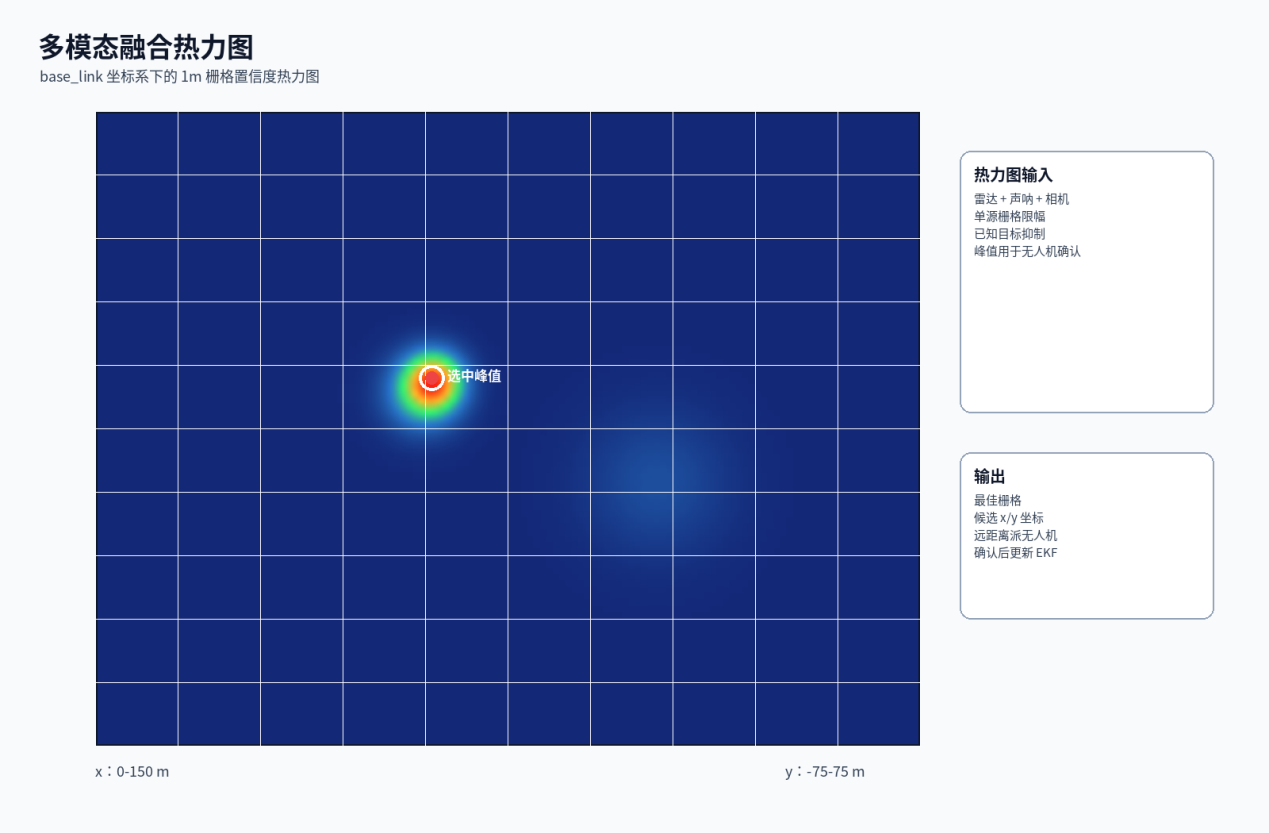 多模态融合热力图
base_link 坐标系下的 1m 栅格置信度热力图
热力图输入
雷达 + 声呐 + 相机
单源栅格限幅
已知目标抑制
峰值用于无人机确认
选中峰值
输出
最佳栅格
候选 x/y 坐标
远距离派无人机
确认后更新 EKF
x：0-150 m
y：-75-75 m